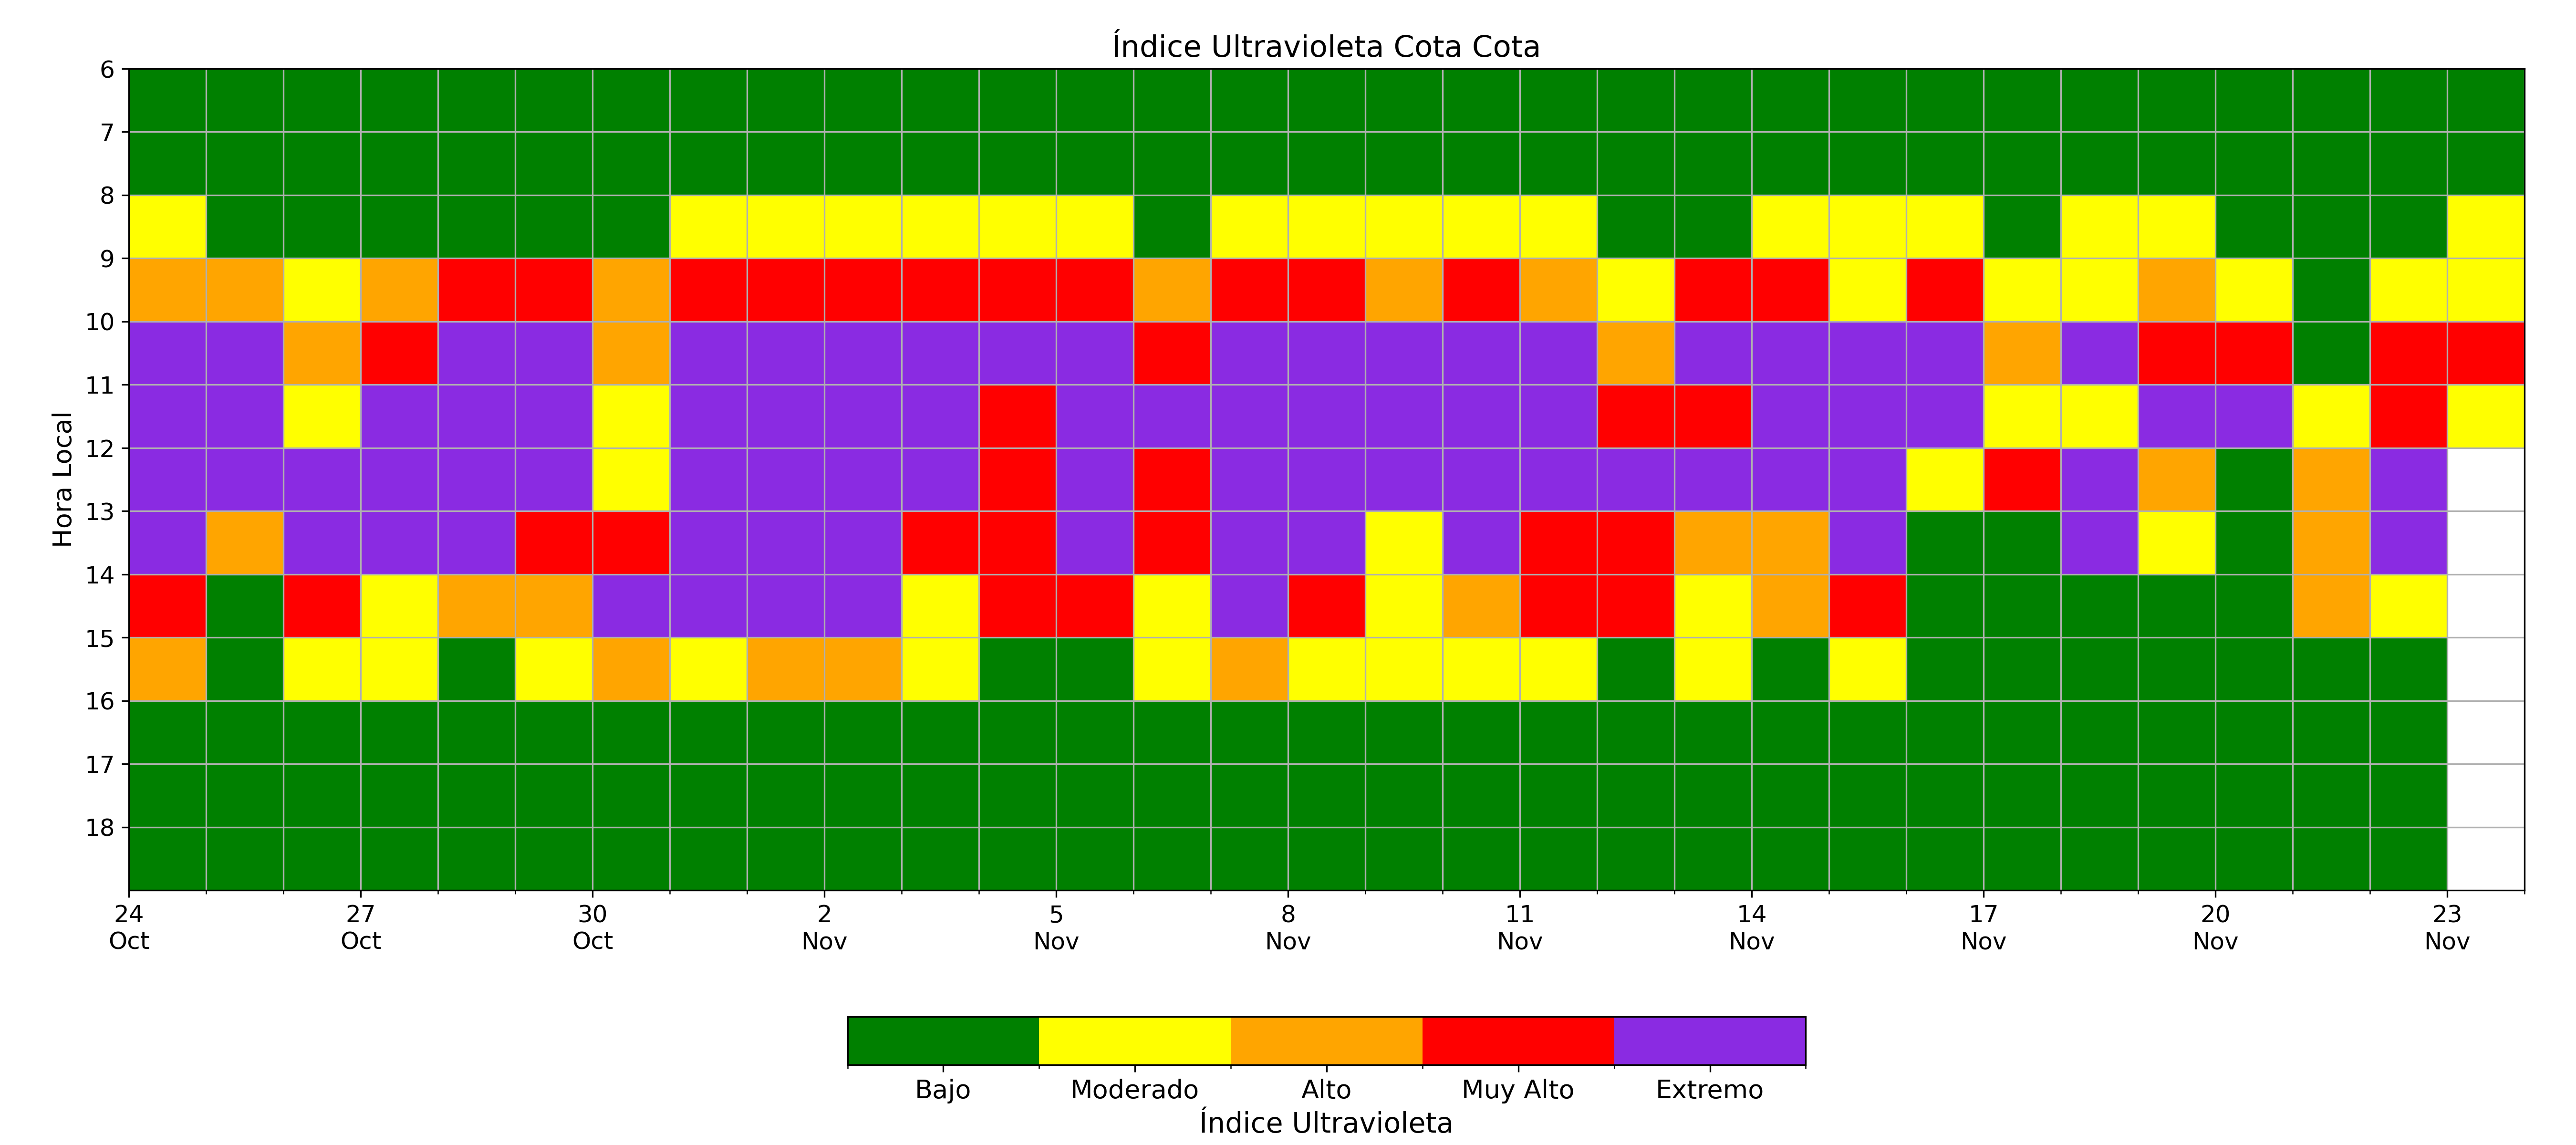 Índice Ultravioleta Cota Cota
6
7
8
9
10
11
12
13
14
15
16
17
18
Hora Local
24 27 30 2 5 8 11 14 17 20 23
Oct Oct Oct Nov Nov Nov Nov Nov Nov Nov Nov
Bajo Moderado Alto Muy Alto Extremo
Índice Ultravioleta